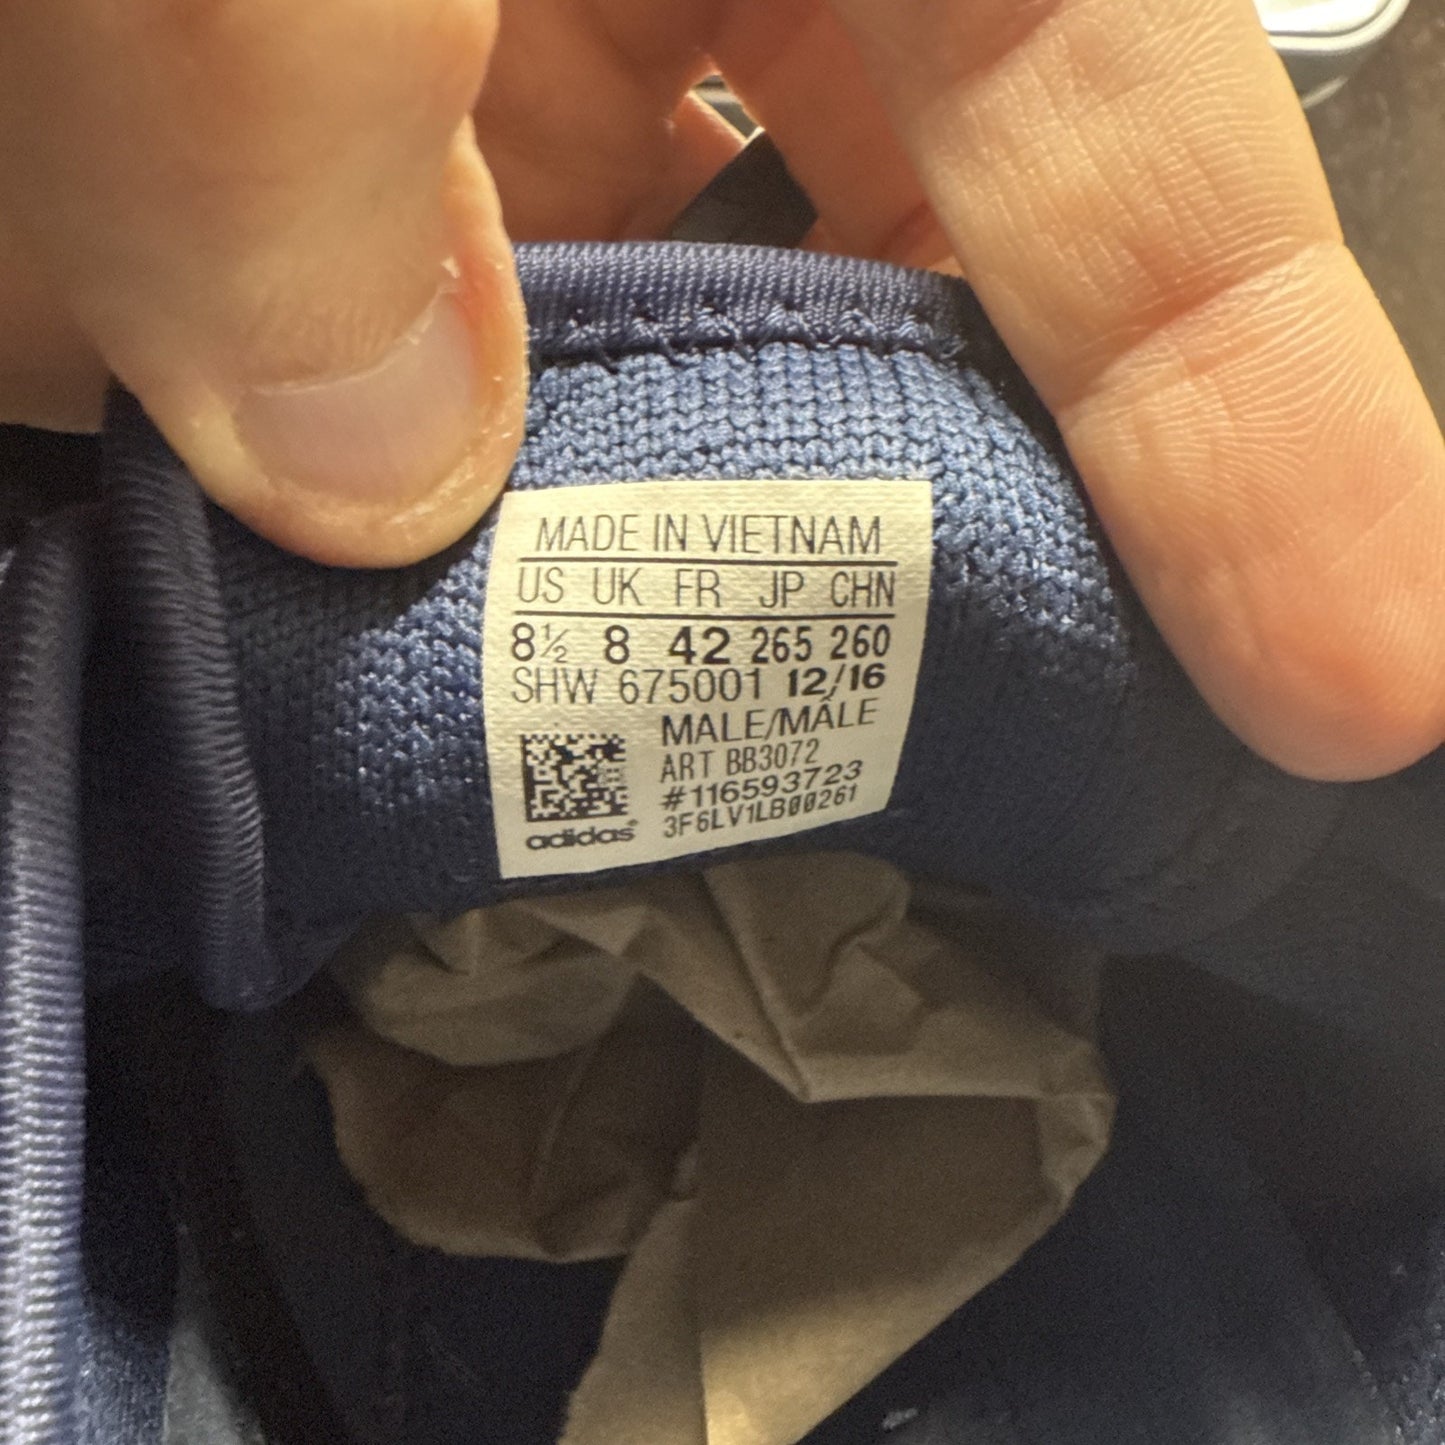 MADE IN VIETNAM
US UK FR JP CHN
8½ 8 42 265 260
SHW 675001 12/16
MALE/MÂLE
ART BB3072
#116593723
3F6LV1LB00261
adidas®